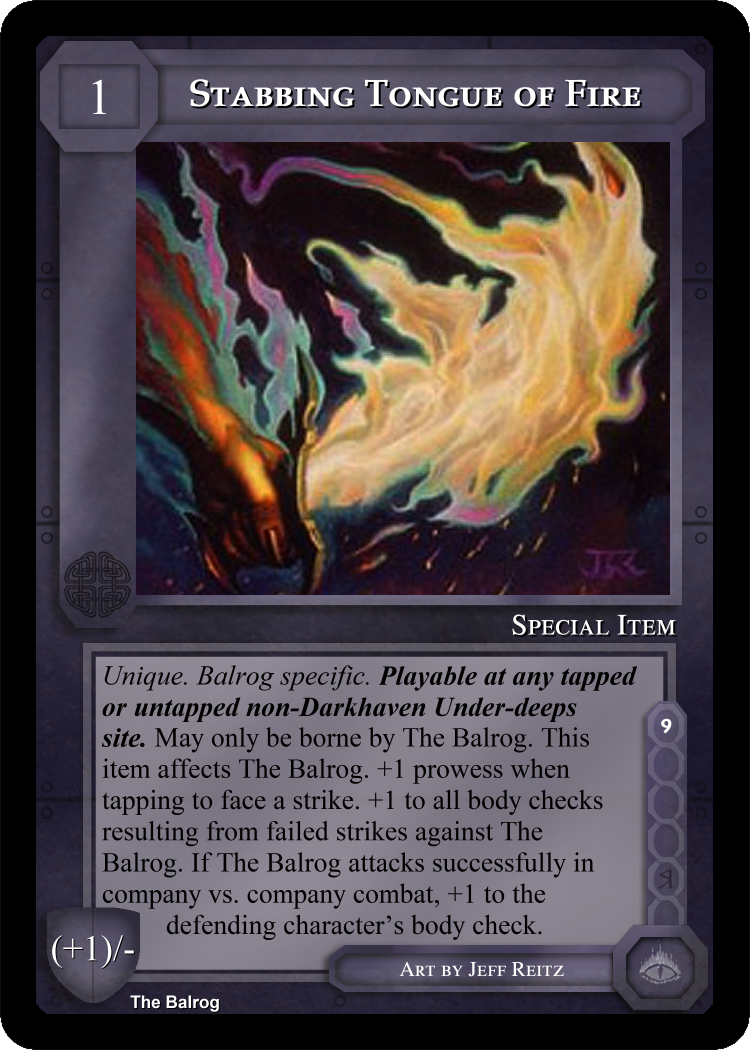 1
Stabbing Tongue of Fire
JR
Special Item
Unique. Balrog specific. Playable at any tapped
or untapped non-Darkhaven Under-deeps
site. May only be borne by The Balrog. This
item affects The Balrog. +1 prowess when
tapping to face a strike. +1 to all body checks
resulting from failed strikes against The
Balrog. If The Balrog attacks successfully in
company vs. company combat, +1 to the
defending character’s body check.
9
(+1)/-
Art by Jeff Reitz
The Balrog